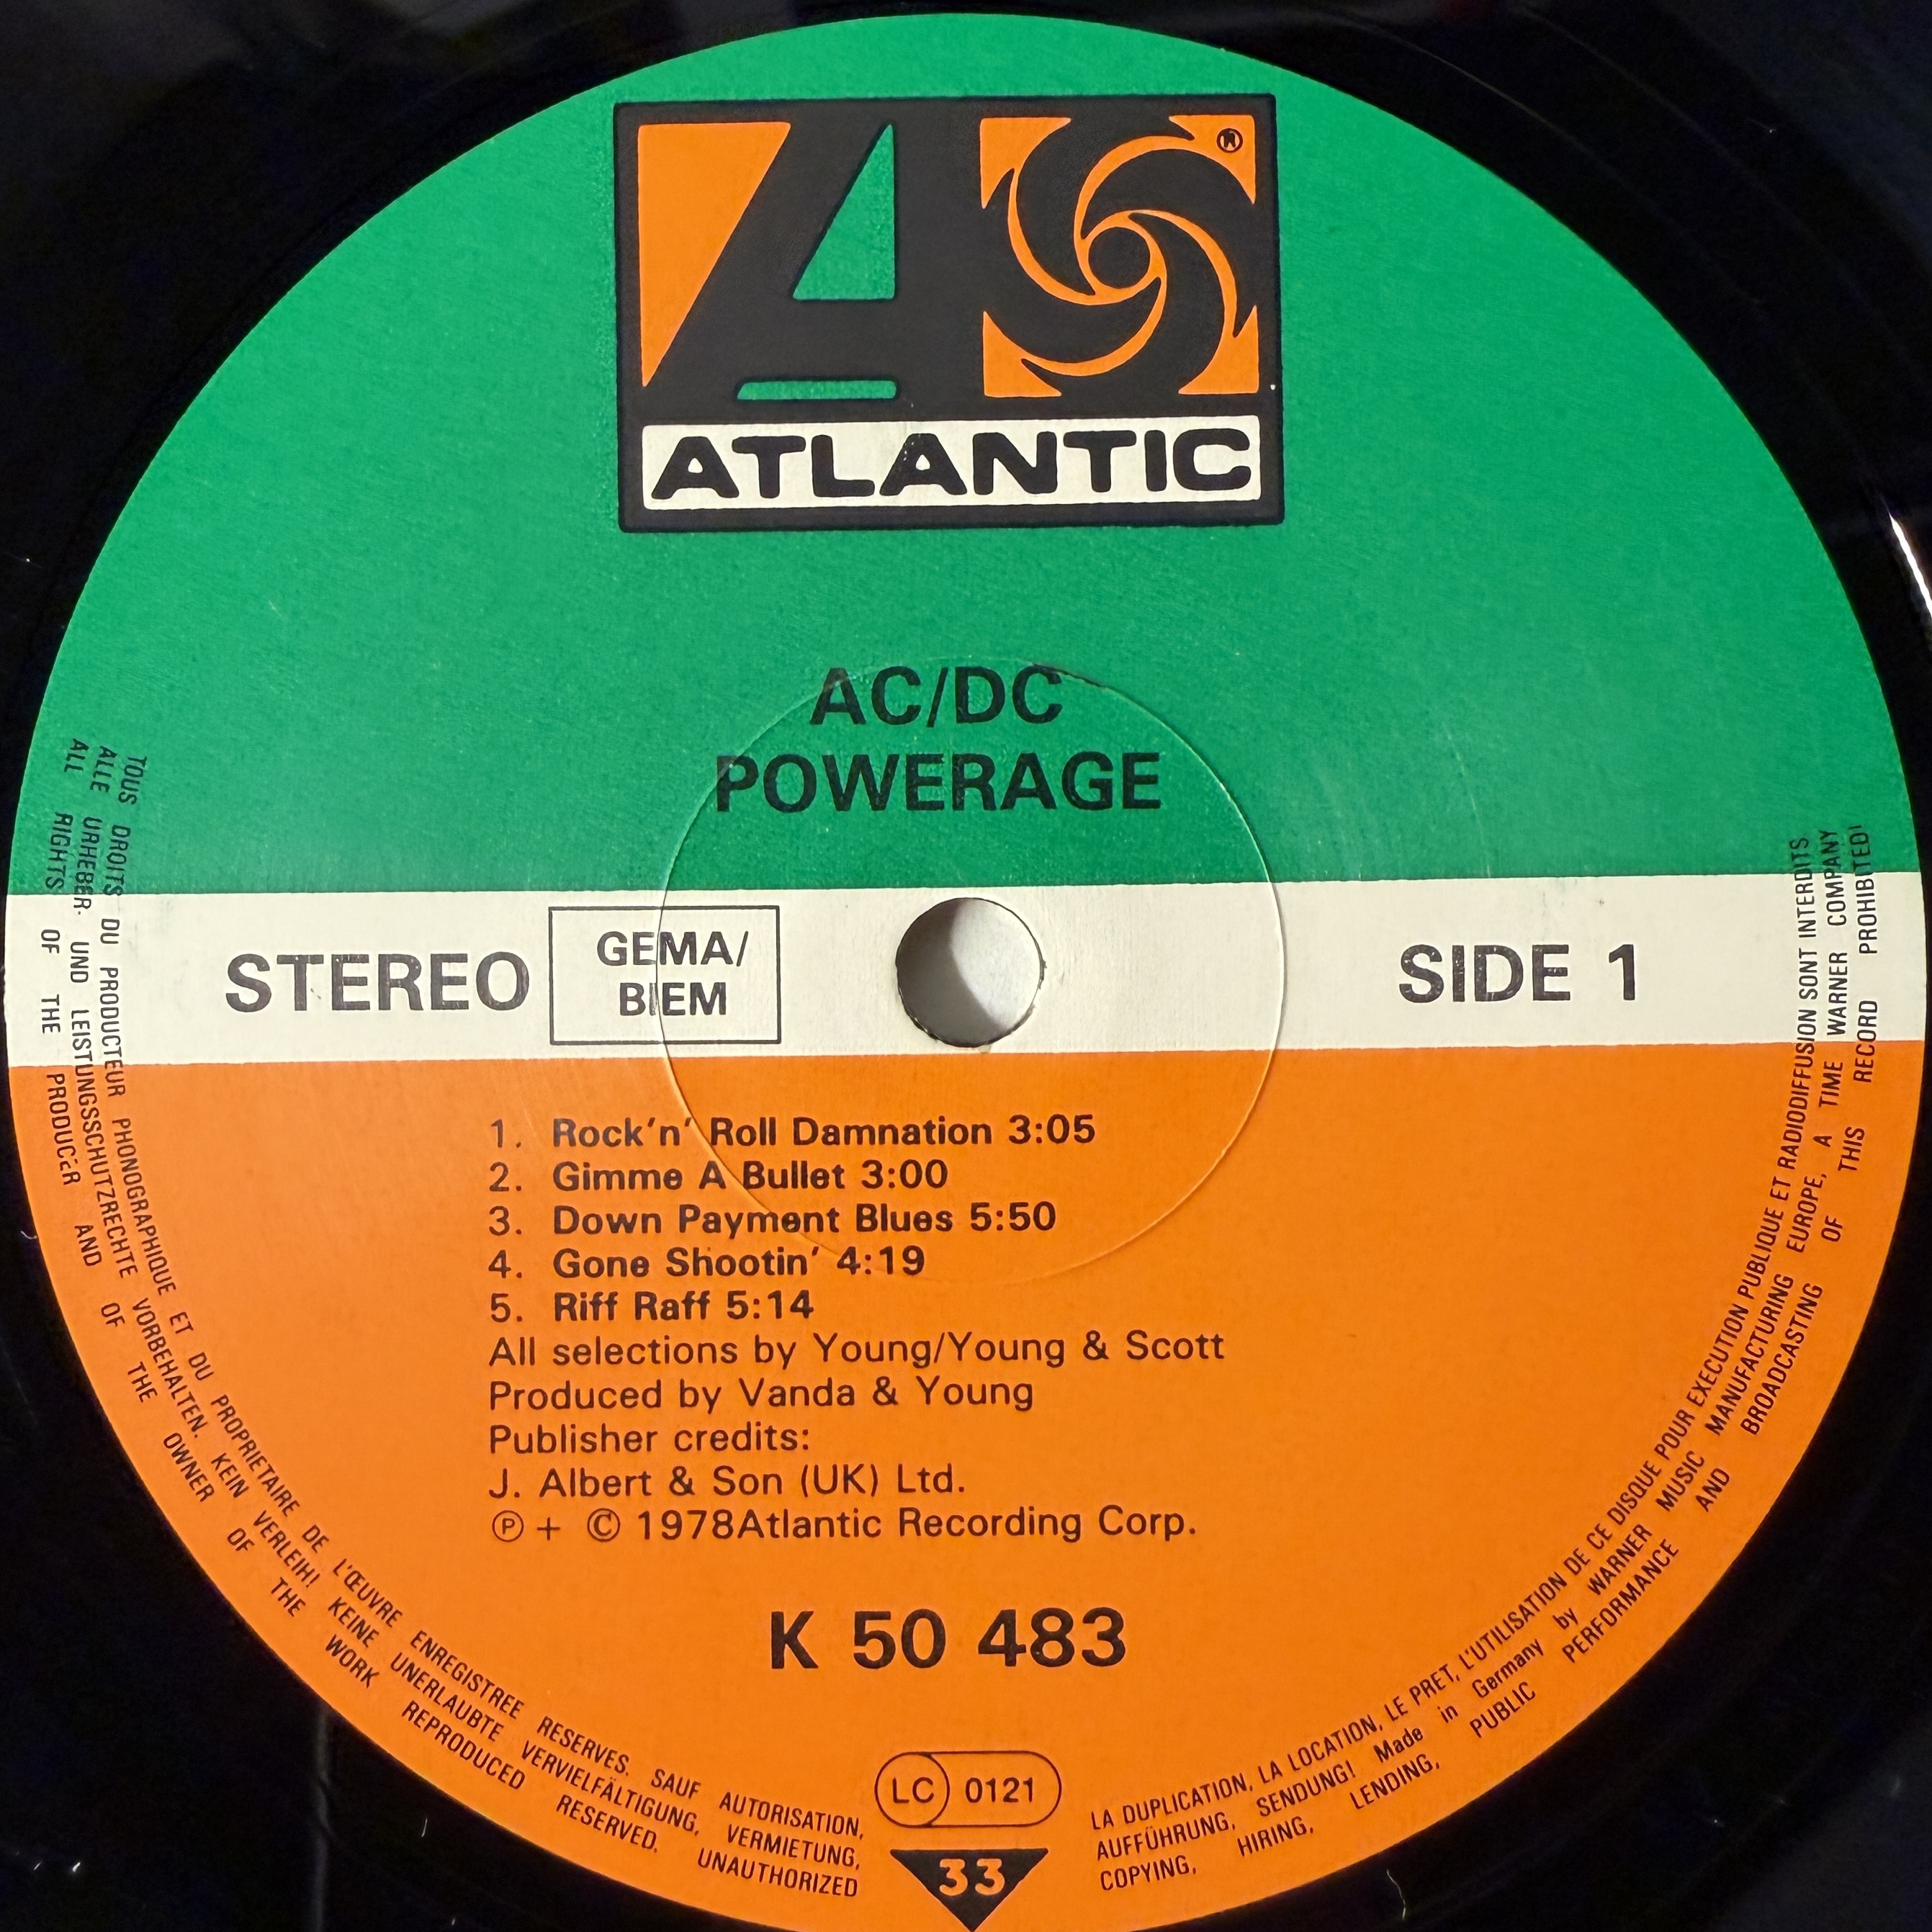 ATLANTIC
AC/DC
POWERAGE
STEREO
GEMA/
BIEM
SIDE 1
1. Rock'n' Roll Damnation 3:05
2. Gimme A Bullet 3:00
3. Down Payment Blues 5:50
4. Gone Shootin' 4:19
5. Riff Raff 5:14
All selections by Young/Young & Scott
Produced by Vanda & Young
Publisher credits:
J. Albert & Son (UK) Ltd.
℗ + © 1978Atlantic Recording Corp.
K 50 483
LC 0121
33
TOUS DROITS DU PRODUCTEUR PHONOGRAPHIQUE ET DU PROPRIETAIRE DE L'ŒUVRE ENREGISTREE RESERVES. SAUF AUTORISATION, LA DUPLICATION, LA LOCATION, LE PRET, L'UTILISATION DE CE DISQUE POUR EXECUTION PUBLIQUE ET RADIODIFFUSION SONT INTERDITS
ALLE URHEBER- UND LEISTUNGSSCHUTZRECHTE VORBEHALTEN. KEIN VERLEIH! KEINE UNERLAUBTE VERVIELFÄLTIGUNG, VERMIETUNG, AUFFÜHRUNG, SENDUNG! Made in Germany by WARNER MUSIC MANUFACTURING EUROPE, A TIME WARNER COMPANY
ALL RIGHTS OF THE PRODUCER AND OF THE OWNER OF THE WORK REPRODUCED RESERVED. UNAUTHORIZED COPYING, HIRING, LENDING, PUBLIC PERFORMANCE AND BROADCASTING OF THIS RECORD PROHIBITED!